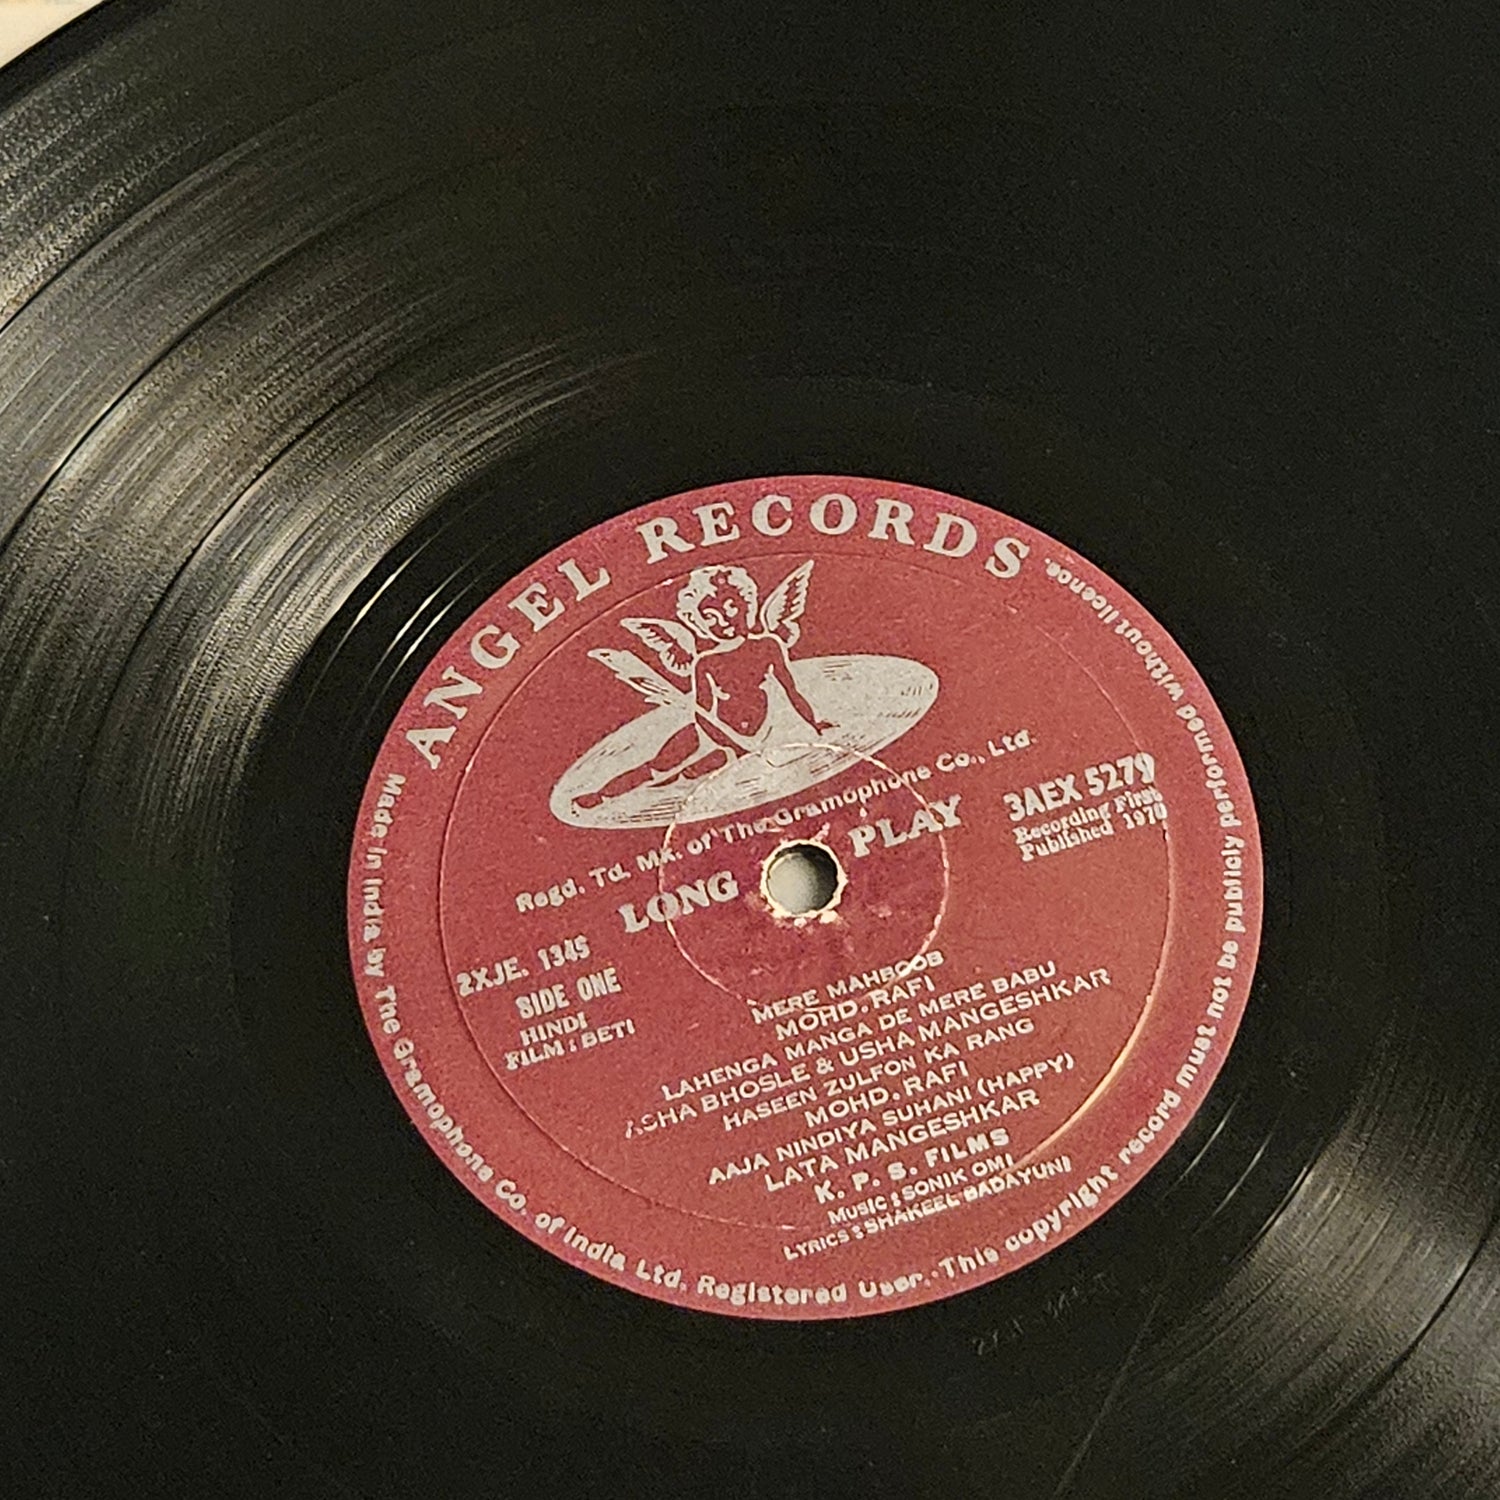 ANGEL RECORDS
Regd. Td. Mk. of The Gramophone Co., Ltd.
LONG PLAY
3AEX 5279
Recording First
Published 1970
2XJE. 1345
SIDE ONE
HINDI
FILM : BETI
MERE MAHBOOB
MOHD. RAFI
LAHENGA MANGA DE MERE BABU
ASHA BHOSLE & USHA MANGESHKAR
HASEEN ZULFON KA RANG
MOHD. RAFI
AAJA NINDIYA SUHANI (HAPPY)
LATA MANGESHKAR
K. P. S. FILMS
MUSIC : SONIK OMI
LYRICS : SHAKEEL BADAYUNI
Made in India by The Gramophone Co. of India Ltd. Registered User. · This copyright record must not be publicly performed without licence.